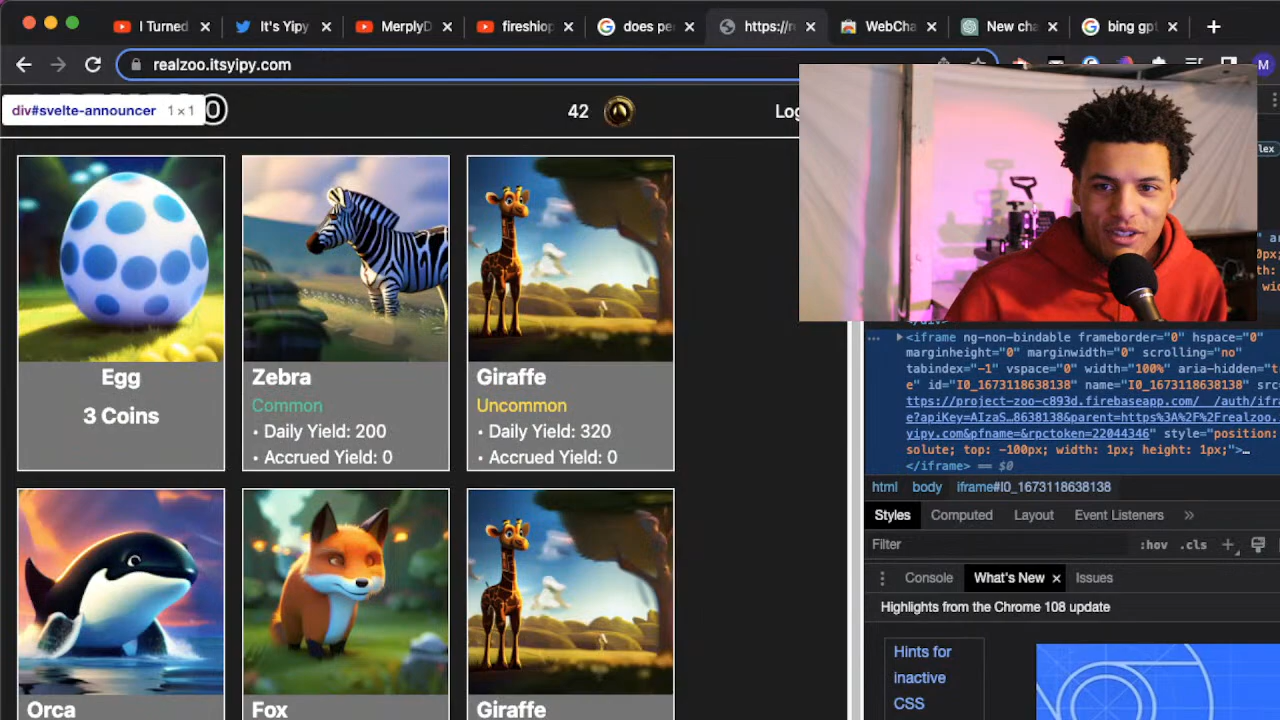 I Turned
It's Yipy
MerplyD
fireshiop
does pe
https://r
WebCha
New cha
bing gpt
realzoo.itsyipy.com
M
div#svelte-announcer 1×1
42
Log
Egg
3 Coins
Zebra
Common
• Daily Yield: 200
• Accrued Yield: 0
Giraffe
Uncommon
• Daily Yield: 320
• Accrued Yield: 0
Orca
Fox
Giraffe
<iframe ng-non-bindable frameborder="0" hspace="0"
marginheight="0" marginwidth="0" scrolling="no"
tabindex="-1" vspace="0" width="100%" aria-hidden="t
e" id="I0_1673118638138" name="I0_1673118638138" src
https://project-zoo-c893d.firebaseapp.com/__/auth/ifra
e?apiKey=AIzaS…8638138&parent=https%3A%2F%2Frealzoo.
yipy.com&pfname=&rpctoken=22044346" style="position:
solute; top: -100px; width: 1px; height: 1px;">…
</iframe> == $0
html body iframe#I0_1673118638138
Styles Computed Layout Event Listeners »
Filter
:hov .cls +
Console What's New × Issues
Highlights from the Chrome 108 update
Hints for
inactive
CSS